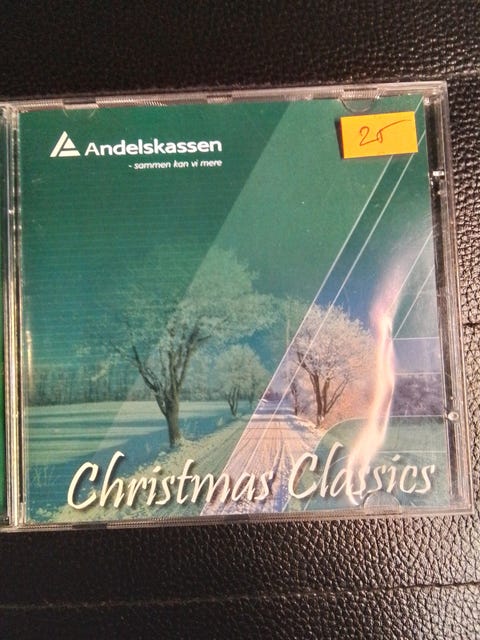 Andelskassen
- sammen kan vi mere
25
Christmas Classics